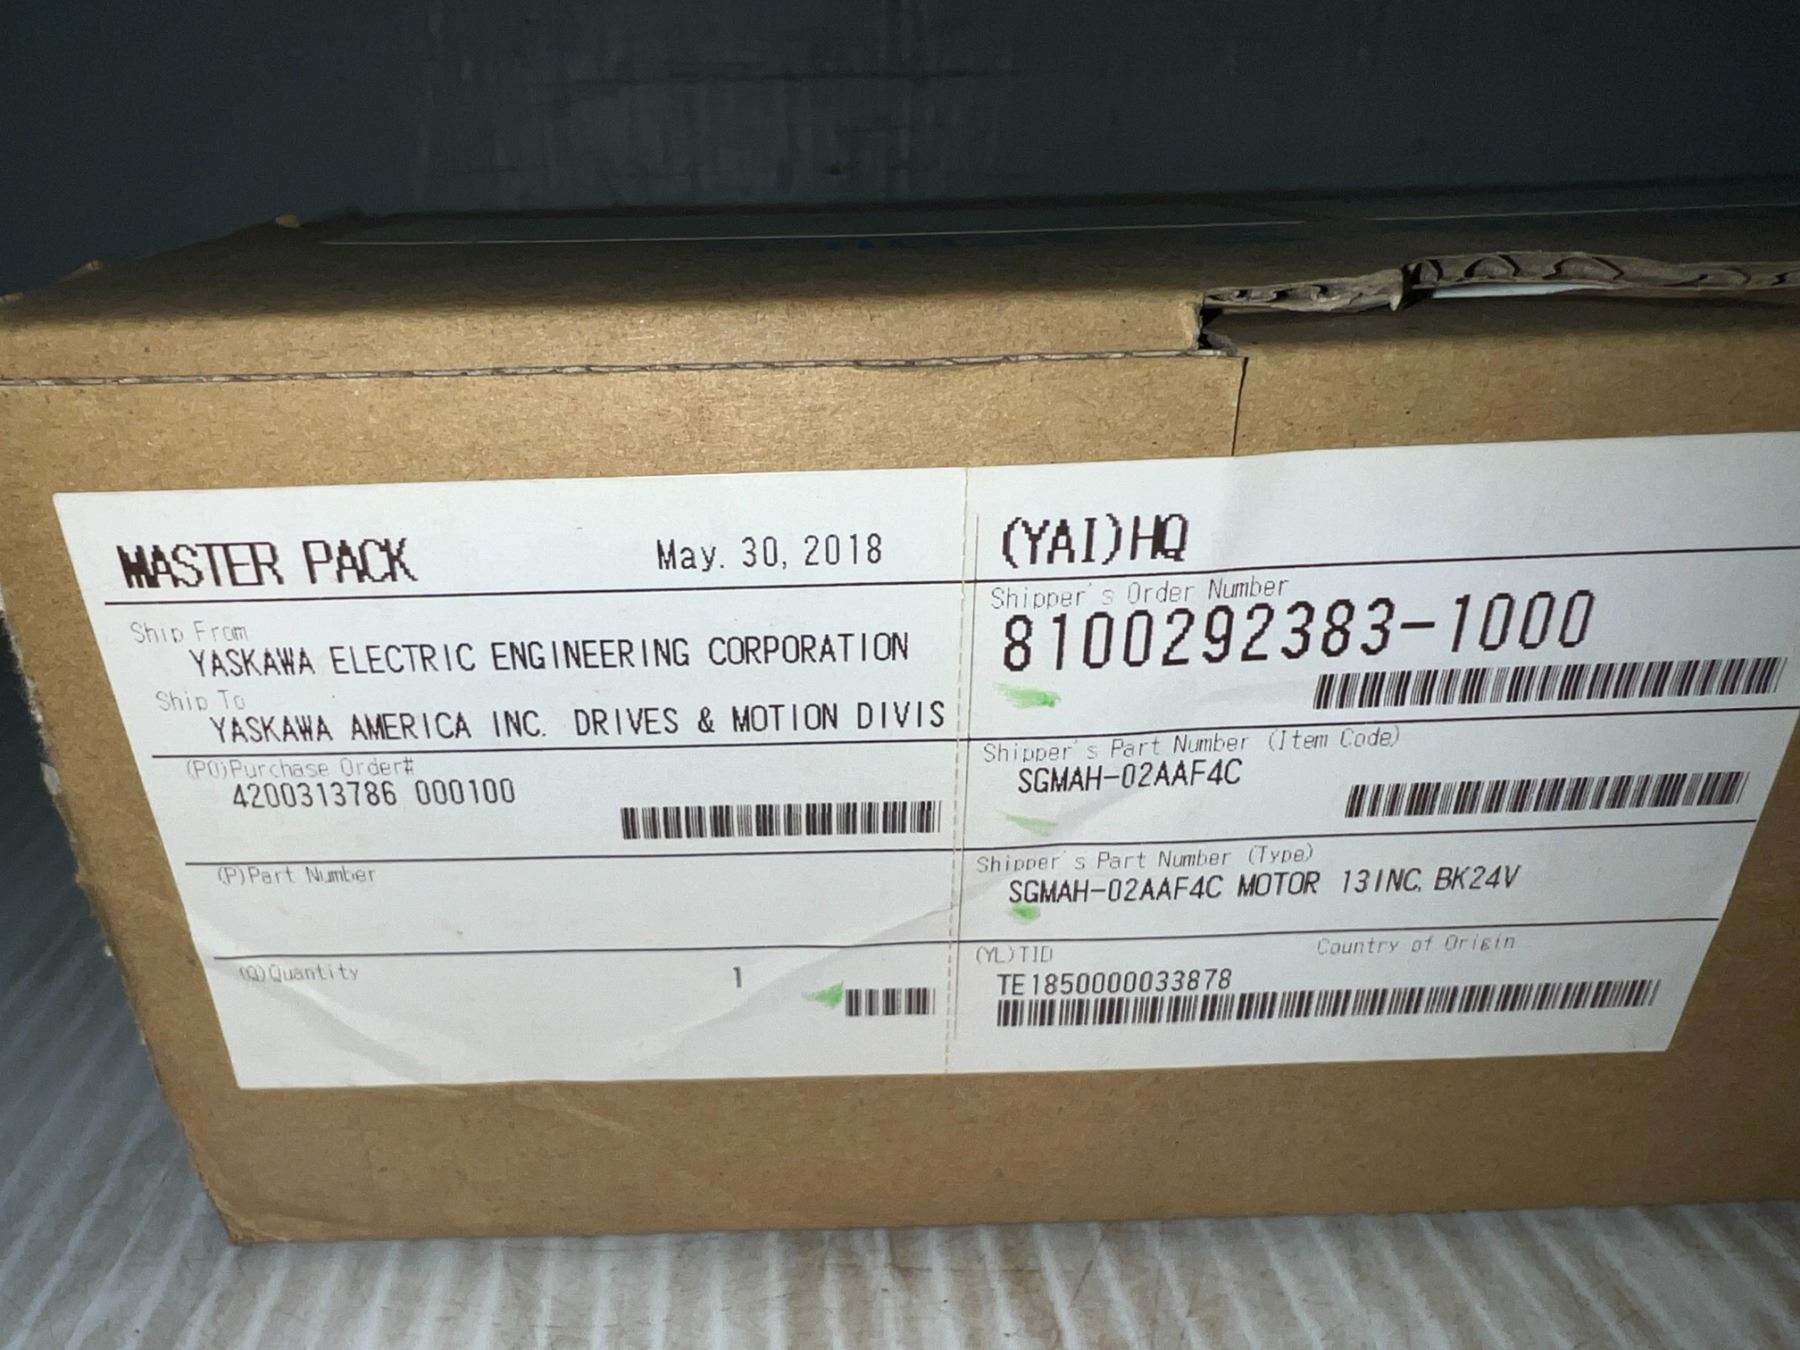 MASTER PACK May. 30, 2018
Ship From
YASKAWA ELECTRIC ENGINEERING CORPORATION
Ship To
YASKAWA AMERICA INC. DRIVES & MOTION DIVIS
(PO)Purchase Order#
4200313786 000100
(P)Part Number
(Q)Quantity 1
(YAI)HQ
Shipper's Order Number
8100292383-1000
Shipper's Part Number (Item Code)
SGMAH-02AAF4C
Shipper's Part Number (Type)
SGMAH-02AAF4C MOTOR 13INC. BK24V
(YL)TID Country of Origin
TE1850000033878